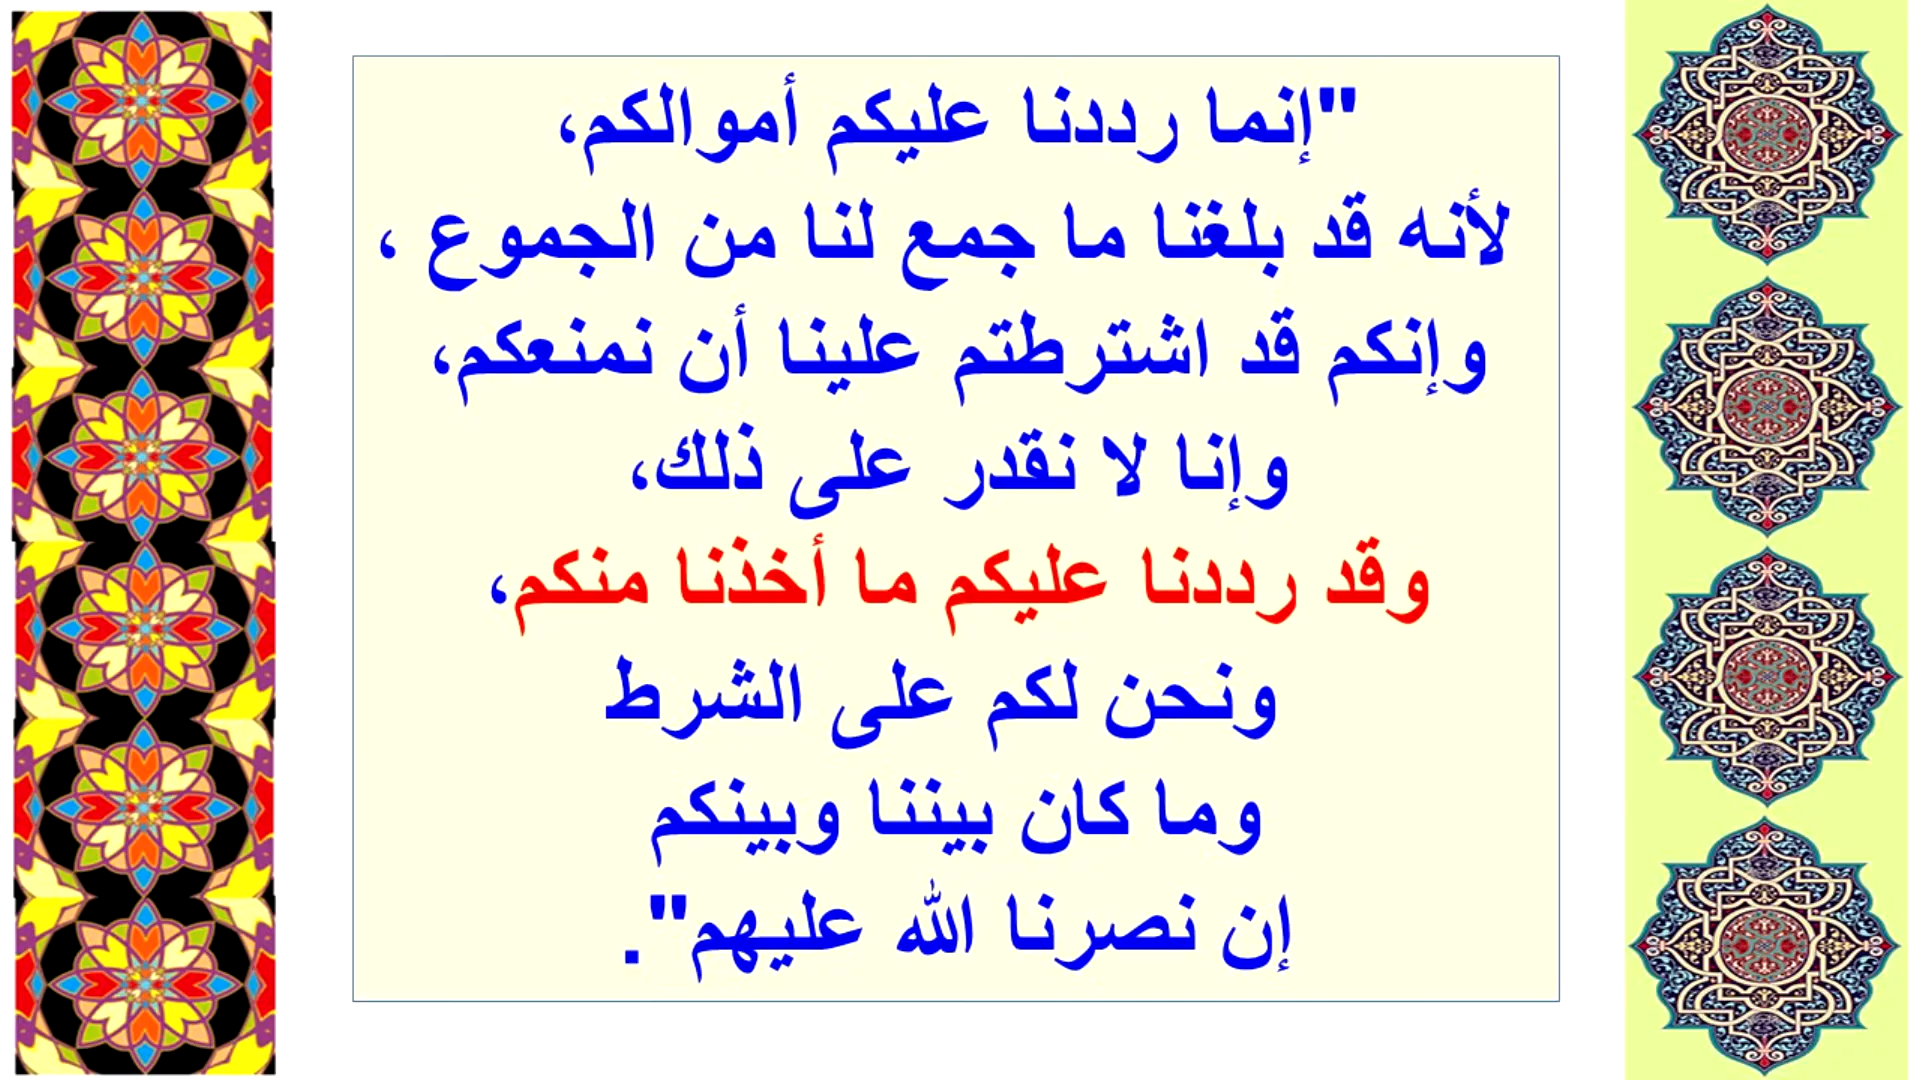 "إنما رددنا عليكم أموالكم،
لأنه قد بلغنا ما جمع لنا من الجموع ،
وإنكم قد اشترطتم علينا أن نمنعكم،
وإنا لا نقدر على ذلك،
وقد رددنا عليكم ما أخذنا منكم،
ونحن لكم على الشرط
وما كان بيننا وبينكم
إن نصرنا الله عليهم".